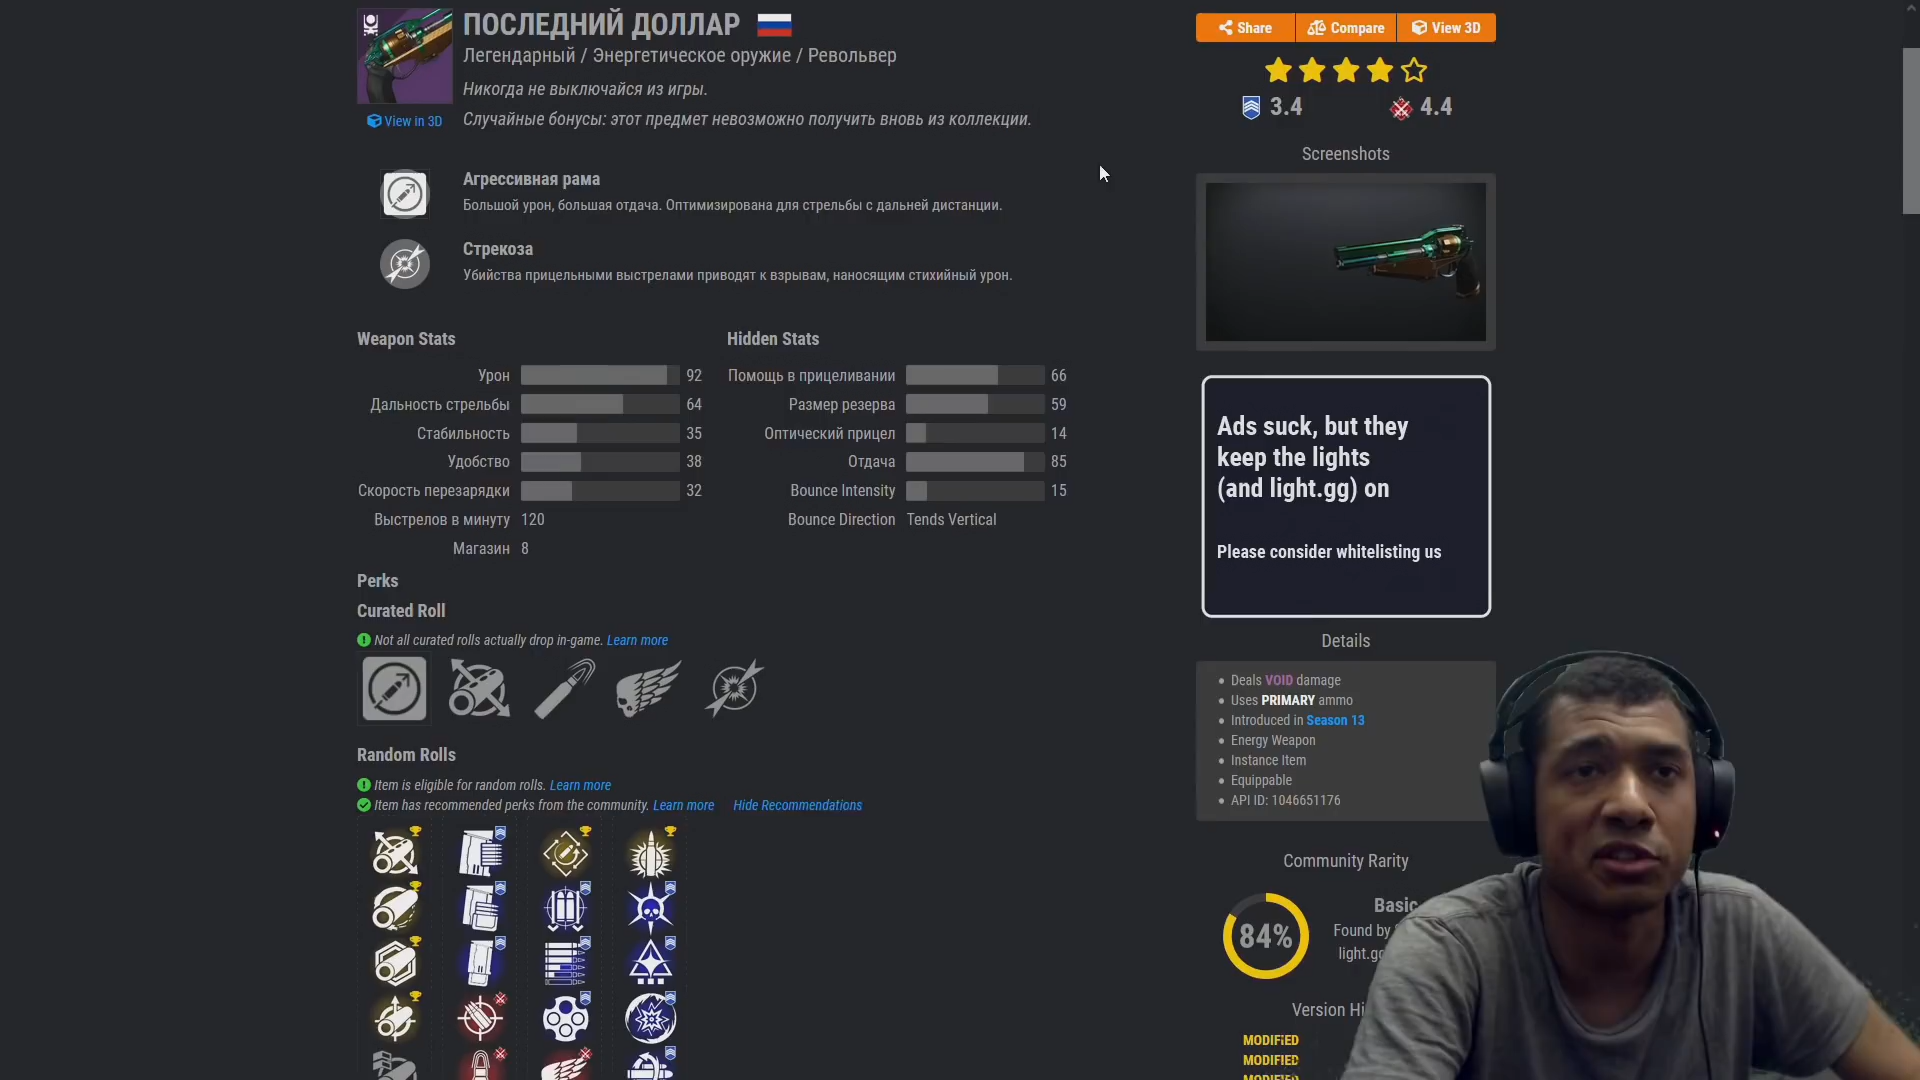 ПОСЛЕДНИЙ ДОЛЛАР
Легендарный / Энергетическое оружие / Револьвер
Никогда не выключайся из игры.
View in 3D
Случайные бонусы: этот предмет невозможно получить вновь из коллекции.
Агрессивная рама
Большой урон, большая отдача. Оптимизирована для стрельбы с дальней дистанции.
Стрекоза
Убийства прицельными выстрелами приводят к взрывам, наносящим стихийный урон.
Weapon Stats
Урон 92
Дальность стрельбы 64
Стабильность 35
Удобство 38
Скорость перезарядки 32
Выстрелов в минуту 120
Магазин 8
Hidden Stats
Помощь в прицеливании 66
Размер резерва 59
Оптический прицел 14
Отдача 85
Bounce Intensity 15
Bounce Direction Tends Vertical
Perks
Curated Roll
Not all curated rolls actually drop in-game. Learn more
Random Rolls
Item is eligible for random rolls. Learn more
Item has recommended perks from the community. Learn more Hide Recommendations
Share Compare View 3D
3.4 4.4
Screenshots
Ads suck, but they
keep the lights
(and light.gg) on
Please consider whitelisting us
Details
Deals VOID damage
Uses PRIMARY ammo
Introduced in Season 13
Energy Weapon
Instance Item
Equippable
API ID: 1046651176
Community Rarity
84%
Basic
Found by
light.gg
Version Hi
MODIFIED
MODIFIED
MODIFIED